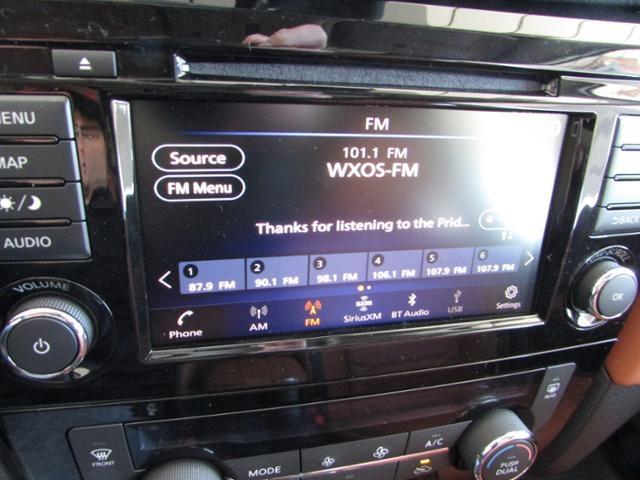 MENU
MAP
AUDIO
VOLUME
FM
Source
101.1 FM
WXOS-FM
FM Menu
Thanks for listening to the Prid...
1 2 3 4 5 6
87.9 FM 90.1 FM 98.1 FM 106.1 FM 107.9 FM 107.9 FM
Phone AM FM SiriusXM BT Audio USB Settings
BACK
OK
FRONT
MODE
A/C
REAR
PUSH
DUAL